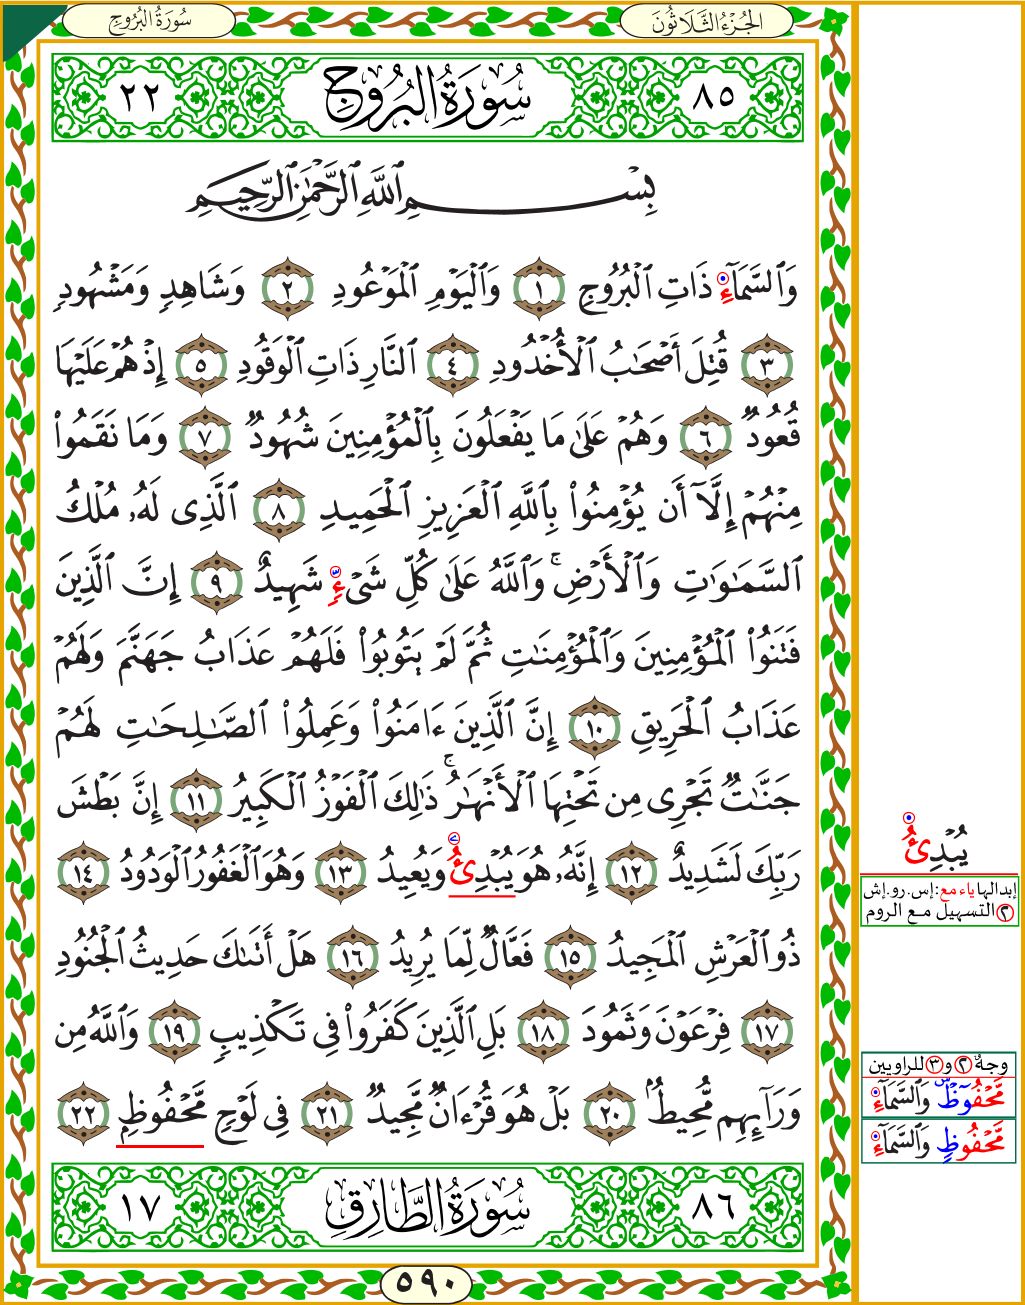 الجُزْءُ الثَّلَاثُونَ
سُورَةُ البُرُوجِ
٨٥
سُورَةُ البُرُوجِ
٢٢
بِسْمِ ٱللَّهِ ٱلرَّحْمَٰنِ ٱلرَّحِيمِ
وَٱلسَّمَآءِ ذَاتِ ٱلْبُرُوجِ ١ وَٱلْيَوْمِ ٱلْمَوْعُودِ ٢ وَشَاهِدٍ وَمَشْهُودٍ
٣ قُتِلَ أَصْحَٰبُ ٱلْأُخْدُودِ ٤ ٱلنَّارِ ذَاتِ ٱلْوَقُودِ ٥ إِذْ هُمْ عَلَيْهَا
قُعُودٌ ٦ وَهُمْ عَلَىٰ مَا يَفْعَلُونَ بِٱلْمُؤْمِنِينَ شُهُودٌ ٧ وَمَا نَقَمُوا۟
مِنْهُمْ إِلَّآ أَن يُؤْمِنُوا۟ بِٱللَّهِ ٱلْعَزِيزِ ٱلْحَمِيدِ ٨ ٱلَّذِى لَهُۥ مُلْكُ
ٱلسَّمَٰوَٰتِ وَٱلْأَرْضِ ۚ وَٱللَّهُ عَلَىٰ كُلِّ شَىْءٍ شَهِيدٌ ٩ إِنَّ ٱلَّذِينَ
فَتَنُوا۟ ٱلْمُؤْمِنِينَ وَٱلْمُؤْمِنَٰتِ ثُمَّ لَمْ يَتُوبُوا۟ فَلَهُمْ عَذَابُ جَهَنَّمَ وَلَهُمْ
عَذَابُ ٱلْحَرِيقِ ١٠ إِنَّ ٱلَّذِينَ ءَامَنُوا۟ وَعَمِلُوا۟ ٱلصَّٰلِحَٰتِ لَهُمْ
جَنَّٰتٌ تَجْرِى مِن تَحْتِهَا ٱلْأَنْهَٰرُ ۚ ذَٰلِكَ ٱلْفَوْزُ ٱلْكَبِيرُ ١١ إِنَّ بَطْشَ
رَبِّكَ لَشَدِيدٌ ١٢ إِنَّهُۥ هُوَ يُبْدِئُ وَيُعِيدُ ١٣ وَهُوَ ٱلْغَفُورُ ٱلْوَدُودُ ١٤
ذُو ٱلْعَرْشِ ٱلْمَجِيدُ ١٥ فَعَّالٌ لِّمَا يُرِيدُ ١٦ هَلْ أَتَىٰكَ حَدِيثُ ٱلْجُنُودِ
١٧ فِرْعَوْنَ وَثَمُودَ ١٨ بَلِ ٱلَّذِينَ كَفَرُوا۟ فِى تَكْذِيبٍ ١٩ وَٱللَّهُ مِن
وَرَآئِهِم مُّحِيطٌۢ ٢٠ بَلْ هُوَ قُرْءَانٌ مَّجِيدٌ ٢١ فِى لَوْحٍ مَّحْفُوظٍۭ ٢٢
٨٦
سُورَةُ الطَّارِقِ
١٧
٥٩٠
يُبْدِئُ
إبدالها ياء مع: إس. رو. إش
٢ التسهيل مع الروم
وجهٌ ٢ و ٣ للراويين
مَّحْفُوظٌ وَٱلسَّمَآءِ
مَّحْفُوظٍ وَٱلسَّمَآءِ